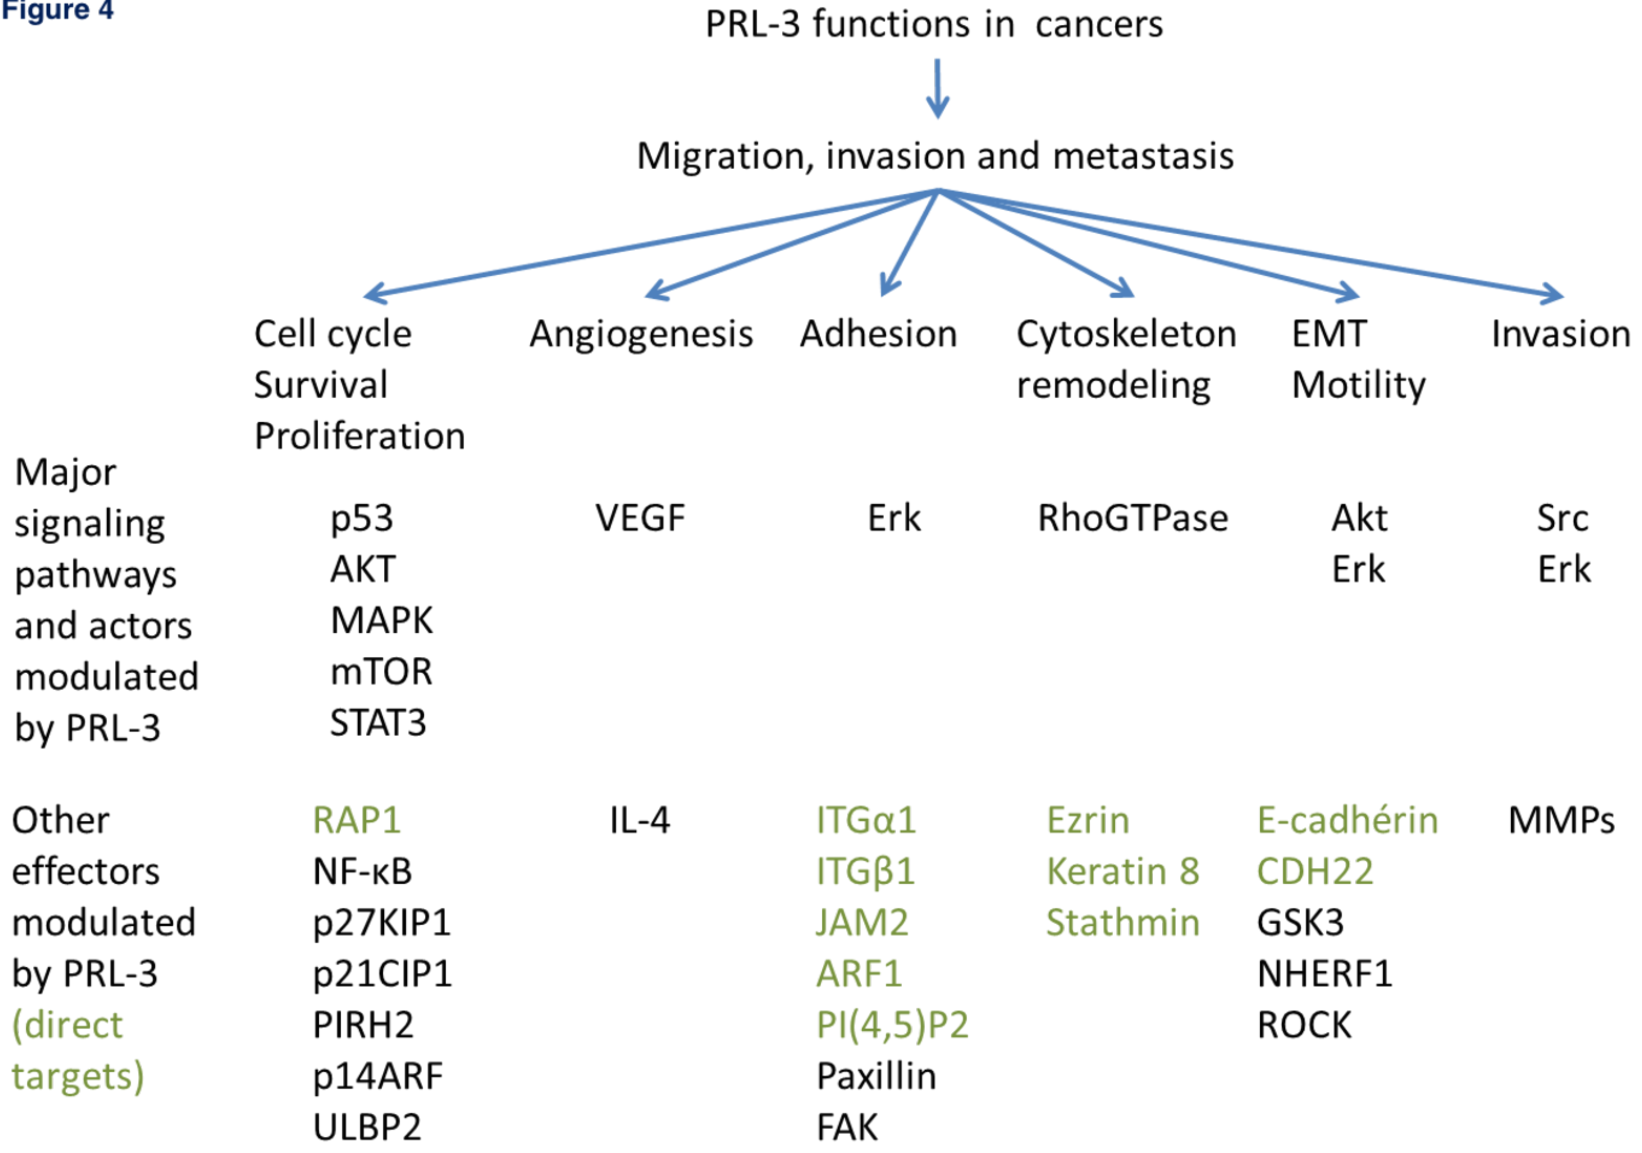 Figure 4
PRL-3 functions in cancers
Migration, invasion and metastasis
Cell cycle
Survival
Proliferation
Angiogenesis
Adhesion
Cytoskeleton
remodeling
EMT
Motility
Invasion
Major
signaling
pathways
and actors
modulated
by PRL-3
p53
AKT
MAPK
mTOR
STAT3
VEGF
Erk
RhoGTPase
Akt
Erk
Src
Erk
Other
effectors
modulated
by PRL-3
(direct
targets)
RAP1
NF-κB
p27KIP1
p21CIP1
PIRH2
p14ARF
ULBP2
IL-4
ITGα1
ITGβ1
JAM2
ARF1
PI(4,5)P2
Paxillin
FAK
Ezrin
Keratin 8
Stathmin
E-cadhérin
CDH22
GSK3
NHERF1
ROCK
MMPs